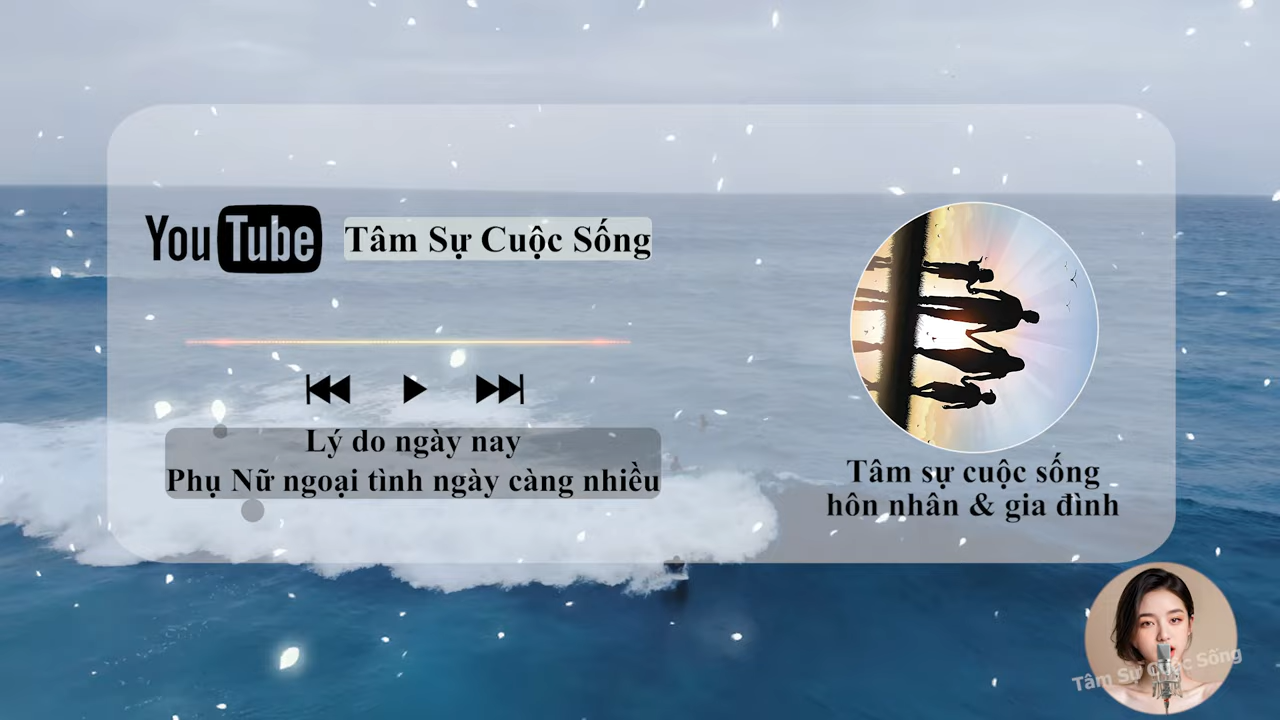 YouTube
Tâm Sự Cuộc Sống
Lý do ngày nay
Phụ Nữ ngoại tình ngày càng nhiều
Tâm sự cuộc sống
hôn nhân & gia đình
Tâm Sự Cuộc Sống